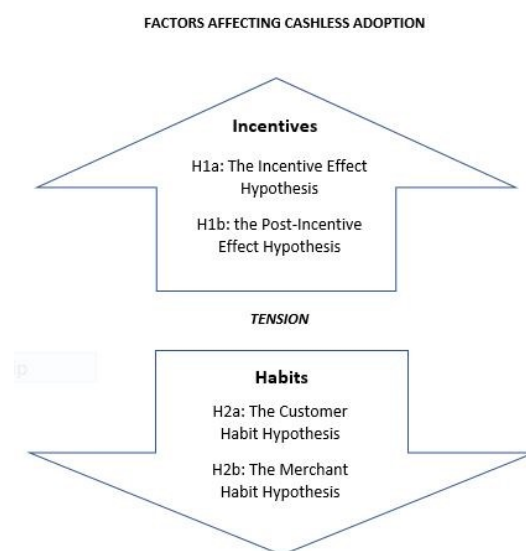 FACTORS AFFECTING CASHLESS ADOPTION
Incentives
H1a: The Incentive Effect
Hypothesis
H1b: the Post-Incentive
Effect Hypothesis
TENSION
p
Habits
H2a: The Customer
Habit Hypothesis
H2b: The Merchant
Habit Hypothesis